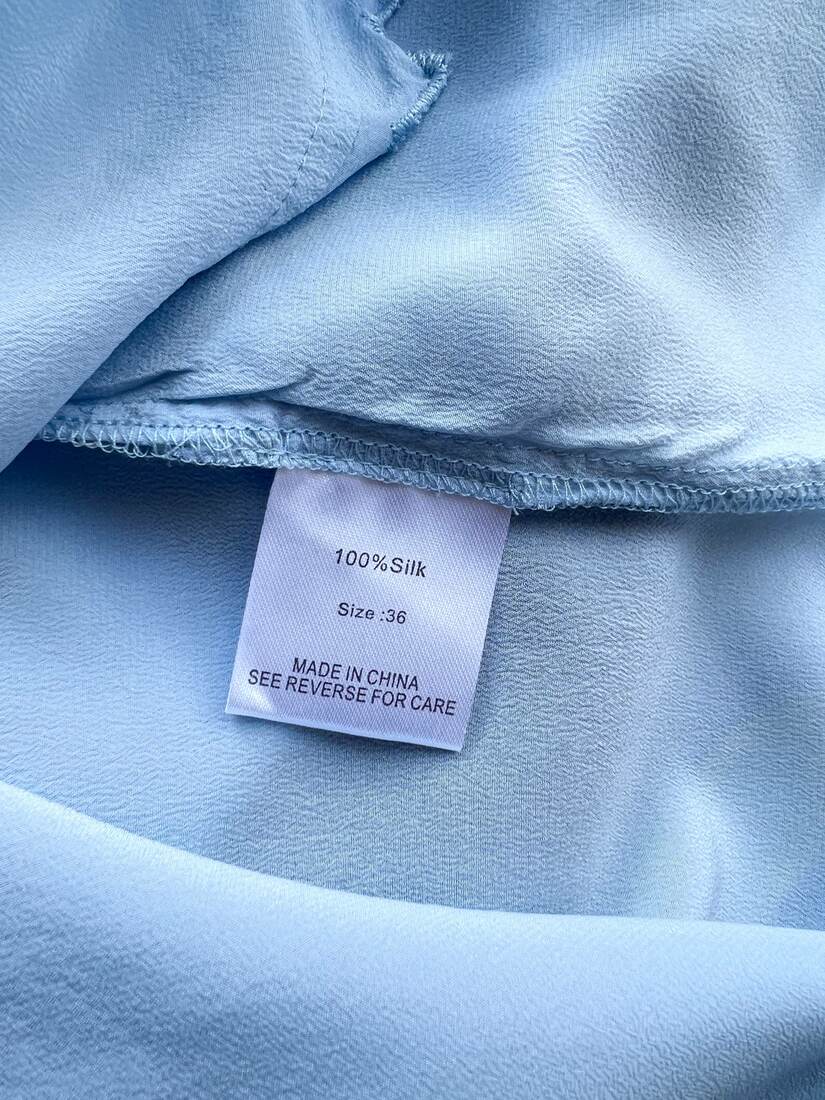 100%Silk
Size :36
MADE IN CHINA
SEE REVERSE FOR CARE